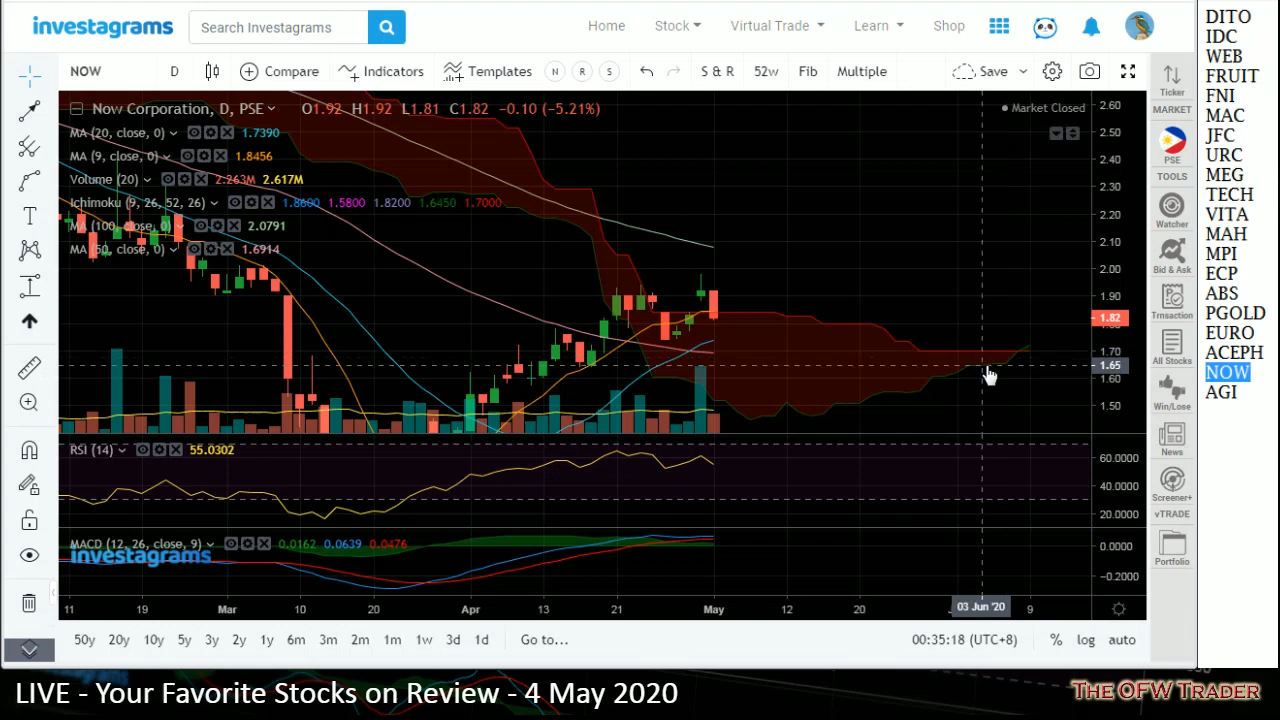 investagrams
Search Investagrams
Home
Stock
Virtual Trade
Learn
Shop
NOW
D
Compare
Indicators
Templates
N
R
S
S & R
52w
Fib
Multiple
Save
Now Corporation, D, PSE
O1.92 H1.92 L1.81 C1.82 −0.10 (−5.21%)
Market Closed
MA (20, close, 0) 1.7390
MA (9, close, 0) 1.8456
Volume (20) 2.263M 2.617M
Ichimoku (9, 26, 52, 26) 1.8600 1.5800 1.8200 1.6450 1.7000
MA (100, close, 0) 2.0791
MA (50, close, 0) 1.6914
2.60
2.50
2.40
2.30
2.20
2.10
2.00
1.90
1.82
1.70
1.65
1.60
1.50
RSI (14) 55.0302
60.0000
40.0000
20.0000
MACD (12, 26, close, 9) 0.0162 0.0639 0.0476
investagrams
0.0000
−0.2000
11
19
Mar
10
20
Apr
13
21
May
12
20
03 Jun '20
9
50y
20y
10y
5y
3y
2y
1y
6m
3m
2m
1m
1w
3d
1d
Go to...
00:35:18 (UTC+8)
%
log
auto
Ticker
MARKET
PSE
TOOLS
Watcher
Bid & Ask
Trnsaction
All Stocks
Win/Lose
News
Screener+
vTRADE
Portfolio
DITO
IDC
WEB
FRUIT
FNI
MAC
JFC
URC
MEG
TECH
VITA
MAH
MPI
ECP
ABS
PGOLD
EURO
ACEPH
NOW
AGI
LIVE - Your Favorite Stocks on Review - 4 May 2020
THE OFW TRADER